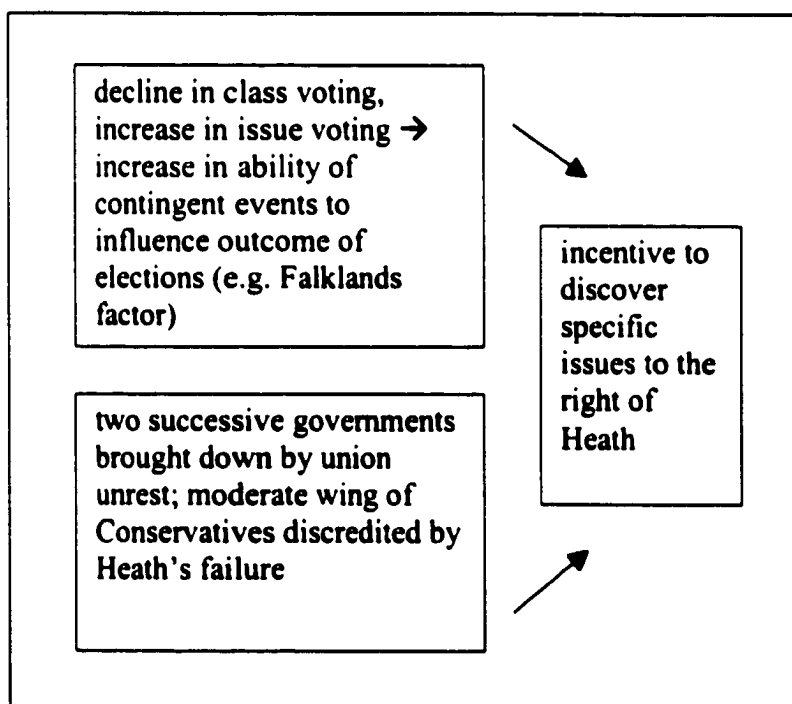 decline in class voting,
increase in issue voting →
increase in ability of
contingent events to
influence outcome of
elections (e.g. Falklands
factor)
two successive governments
brought down by union
unrest; moderate wing of
Conservatives discredited by
Heath's failure
incentive to
discover
specific
issues to the
right of
Heath